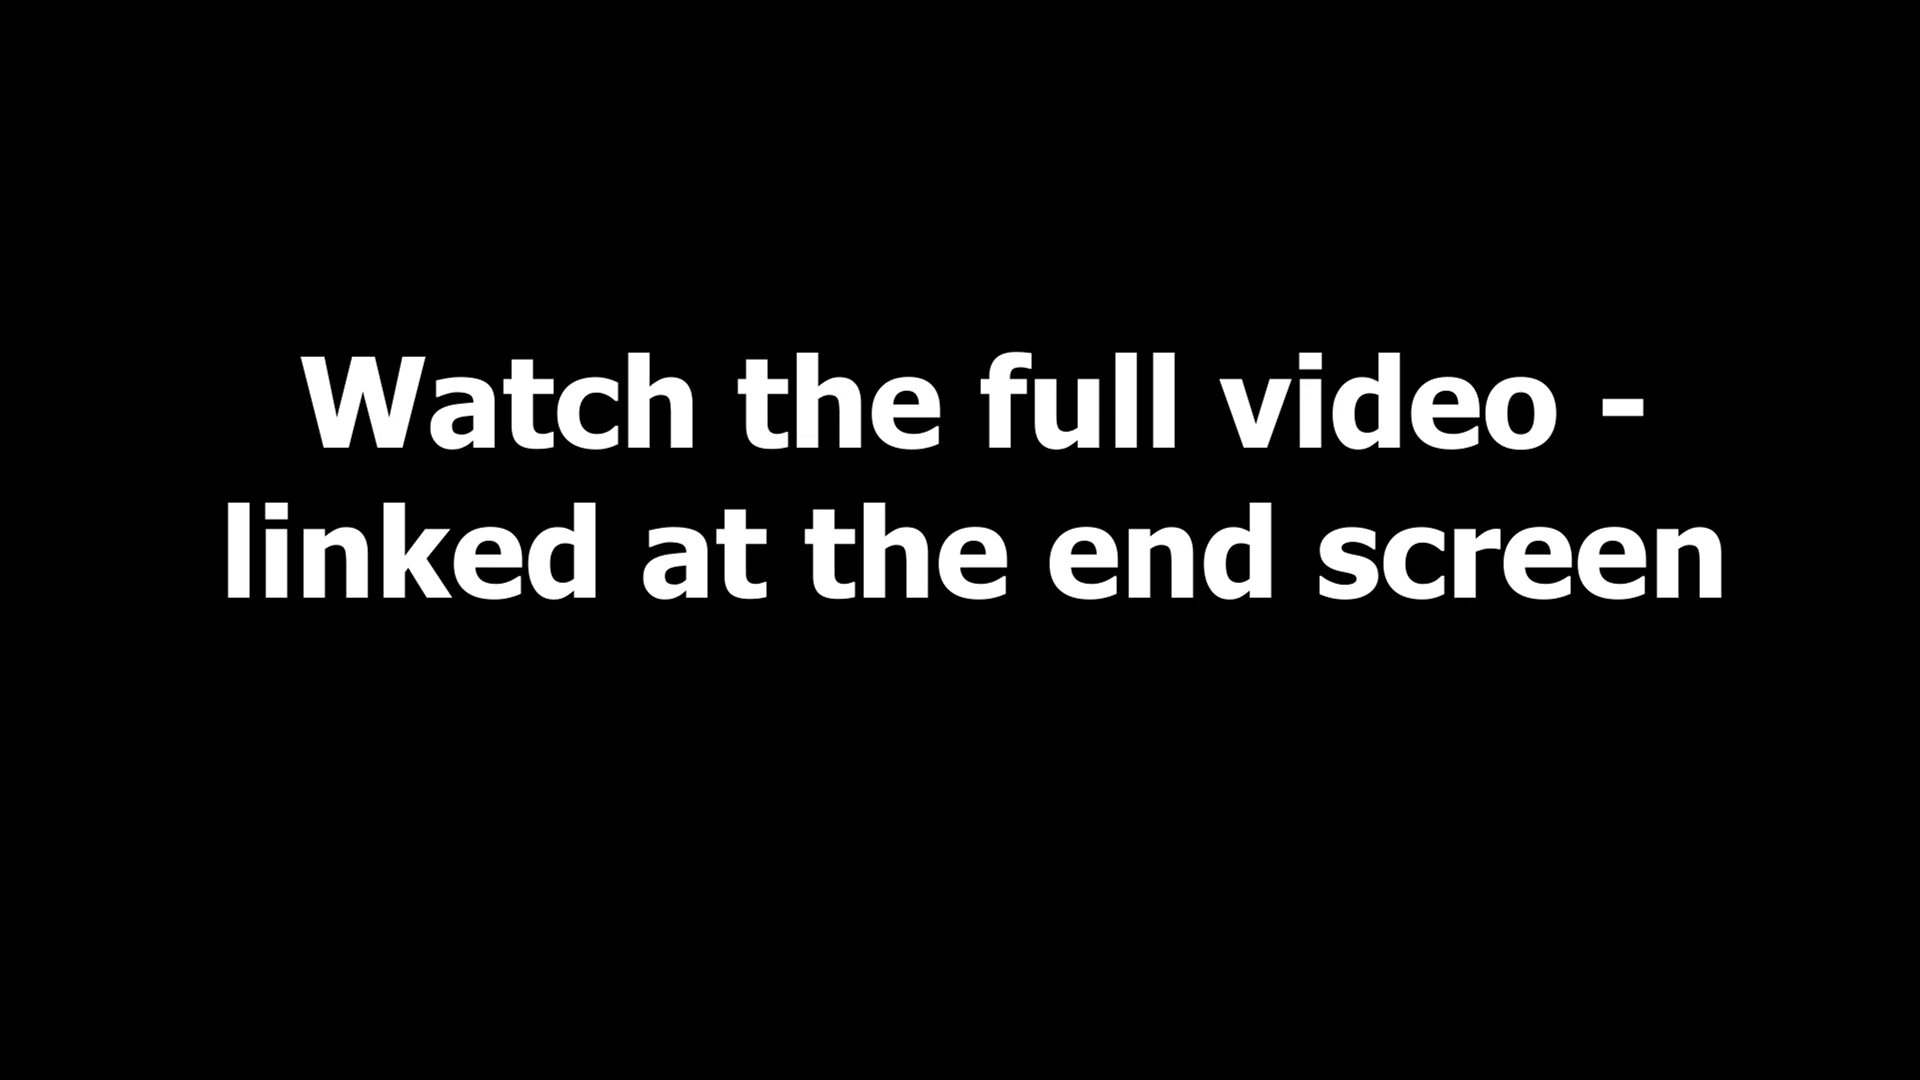 Watch the full video -
linked at the end screen